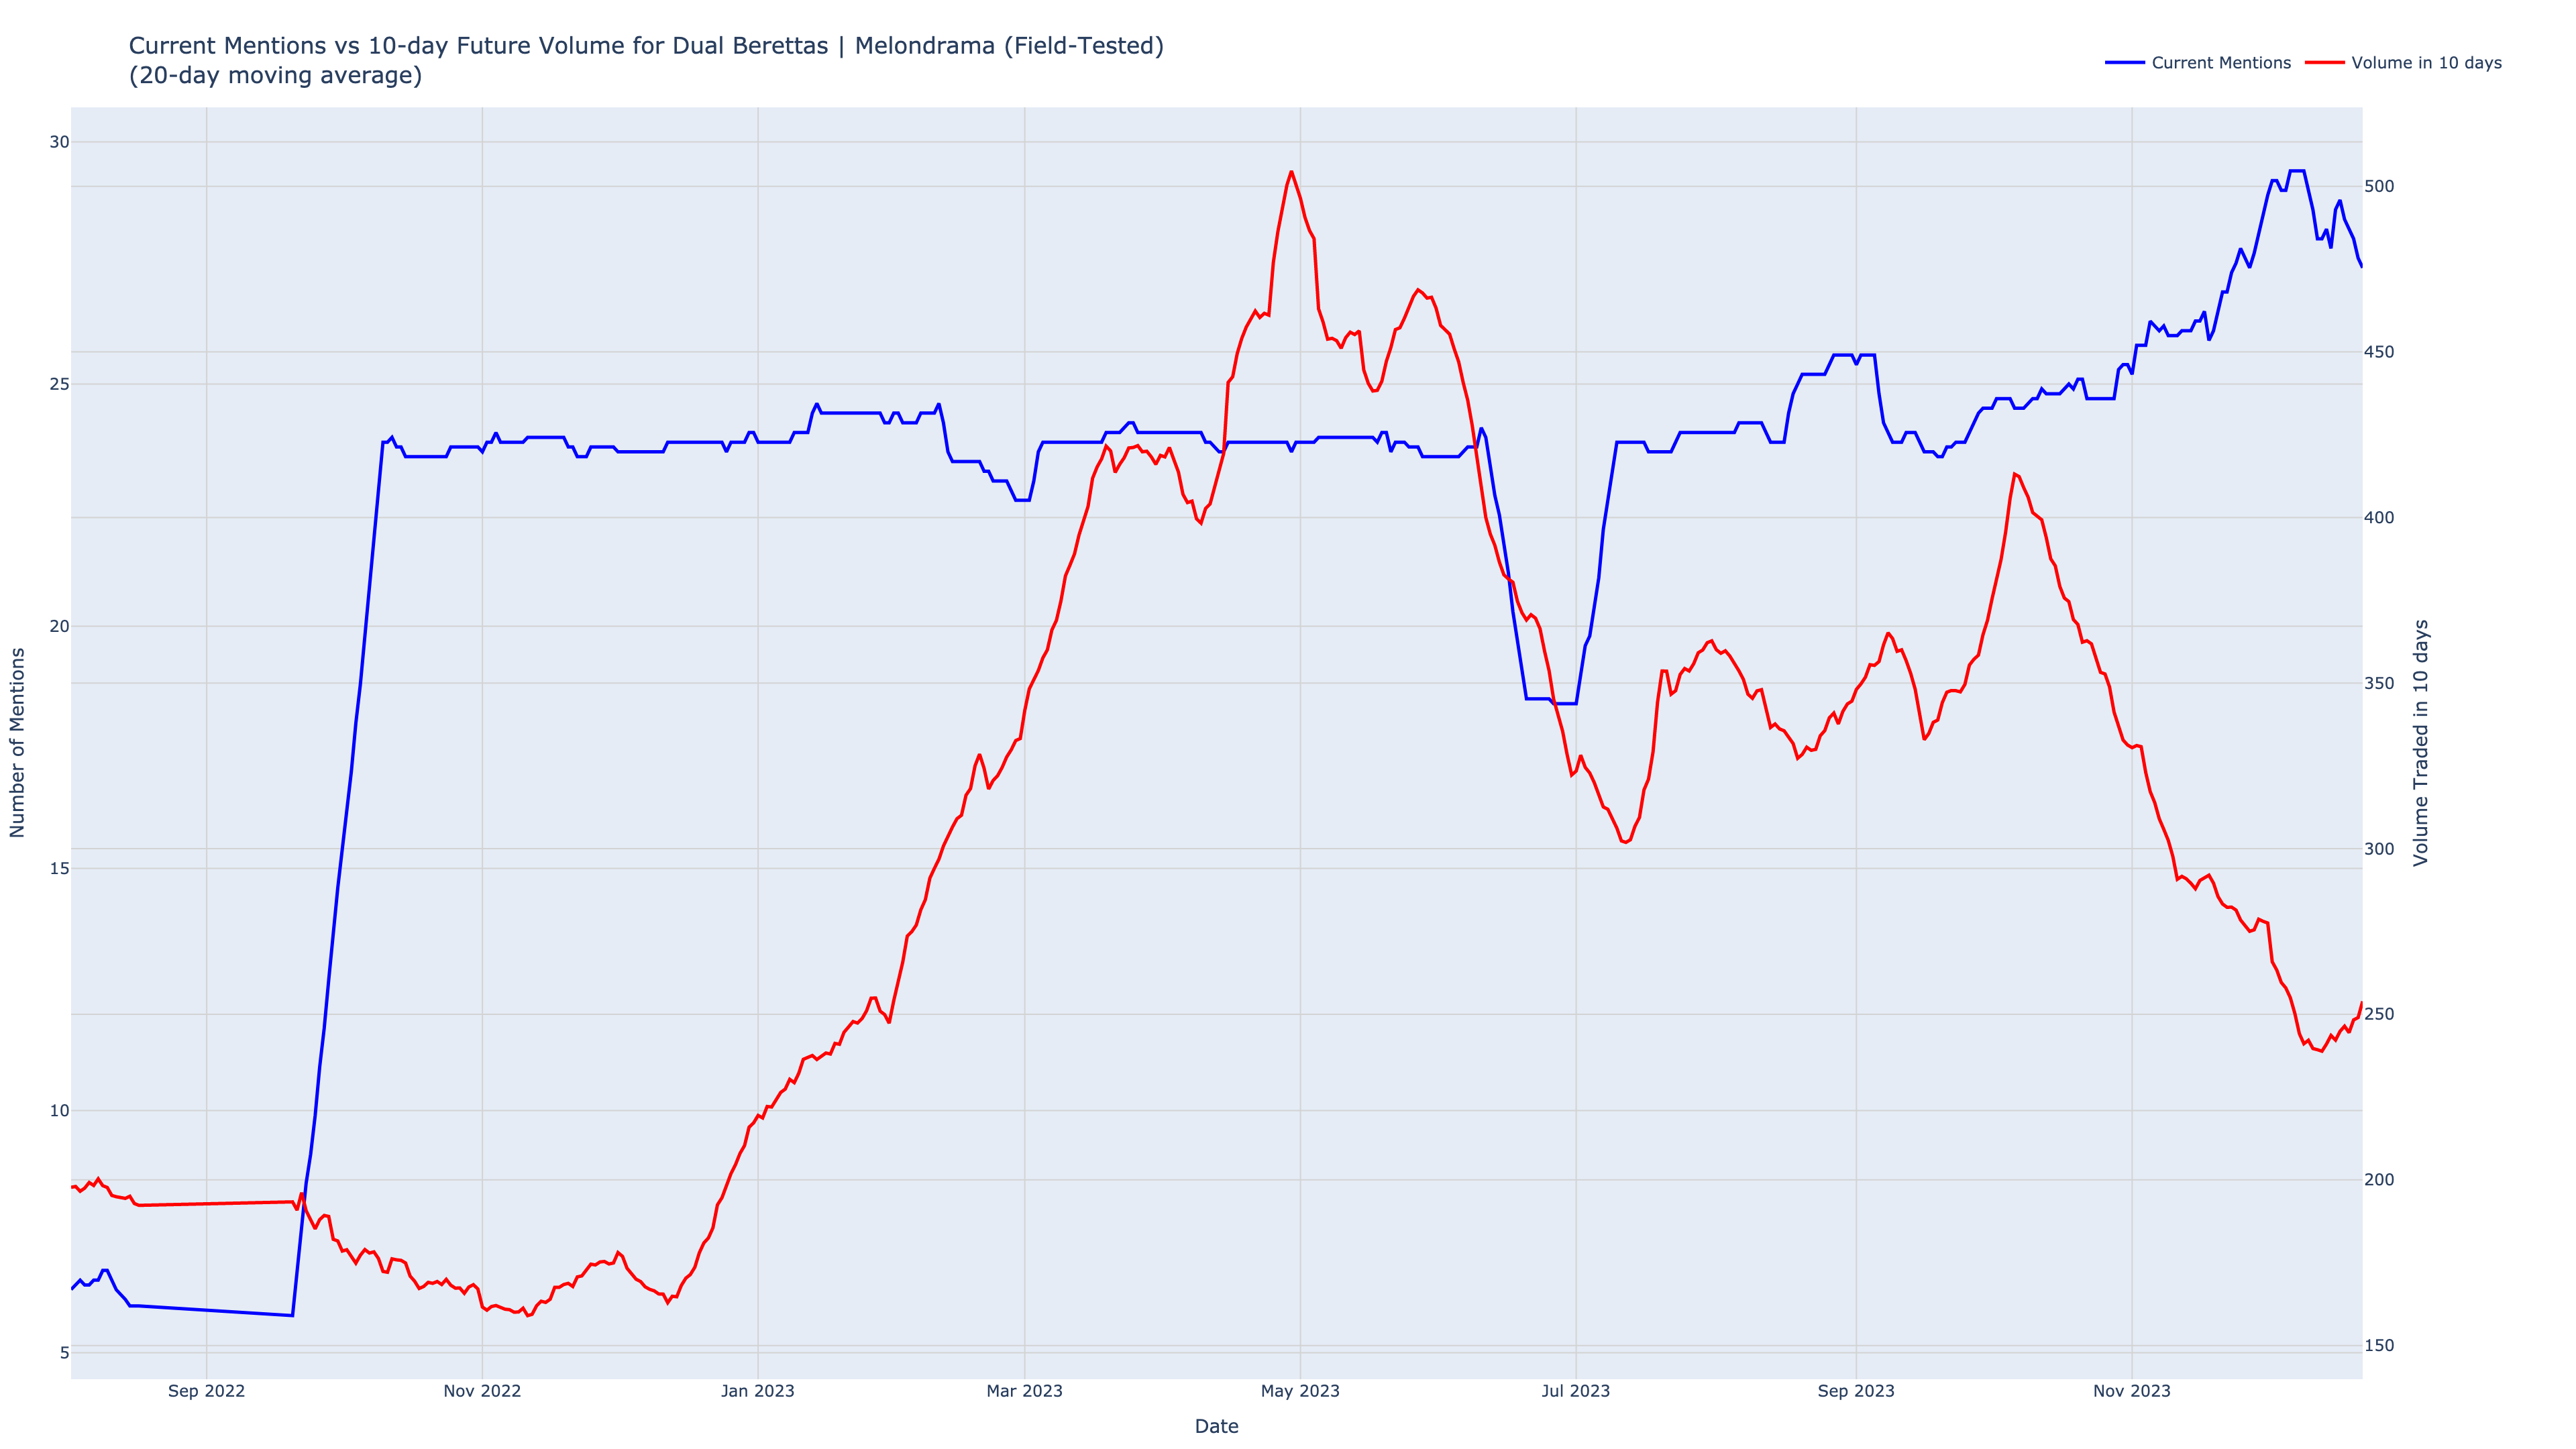 Current Mentions vs 10-day Future Volume for Dual Berettas | Melondrama (Field-Tested)
(20-day moving average)
Current Mentions
Volume in 10 days
30
25
20
15
10
5
Number of Mentions
500
450
400
350
300
250
200
150
Volume Traded in 10 days
Sep 2022
Nov 2022
Jan 2023
Mar 2023
May 2023
Jul 2023
Sep 2023
Nov 2023
Date